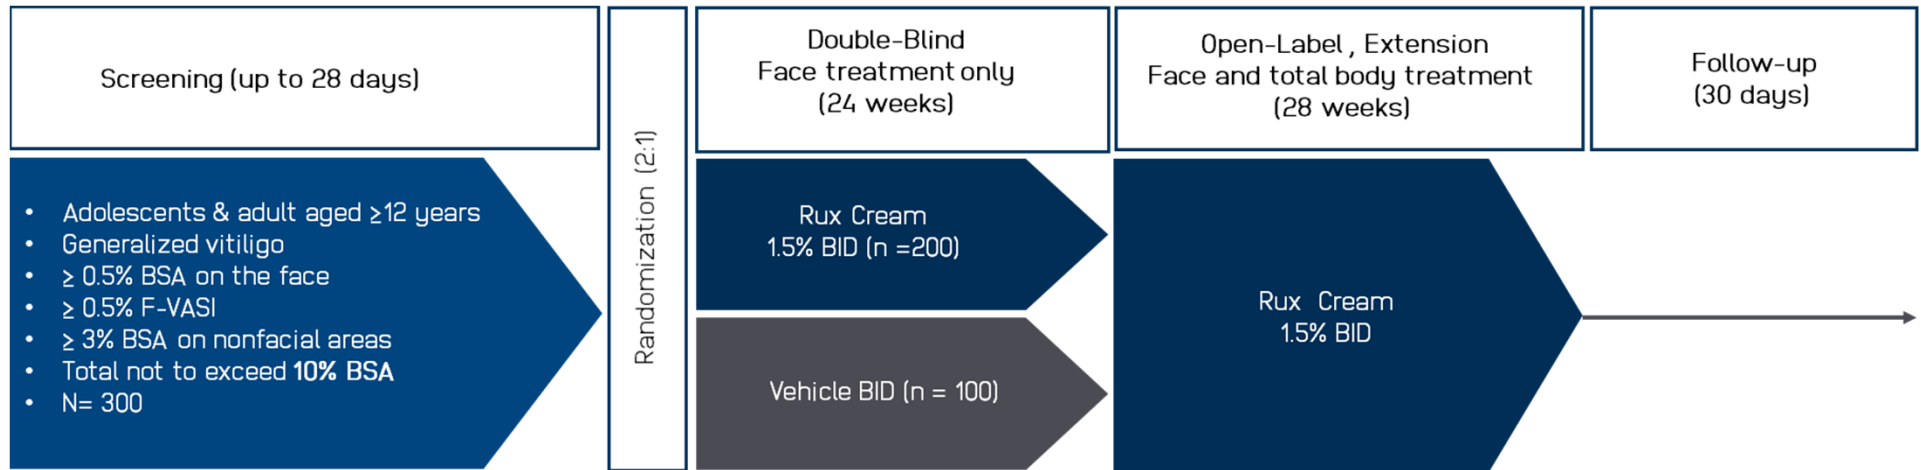 Screening (up to 28 days)
• Adolescents & adult aged ≥12 years
• Generalized vitiligo
• ≥ 0.5% BSA on the face
• ≥ 0.5% F-VASI
• ≥ 3% BSA on nonfacial areas
• Total not to exceed 10% BSA
• N= 300
Randomization (2:1)
Double-Blind
Face treatment only
(24 weeks)
Rux Cream
1.5% BID (n =200)
Vehicle BID (n = 100)
Open-Label , Extension
Face and total body treatment
(28 weeks)
Rux Cream
1.5% BID
Follow-up
(30 days)